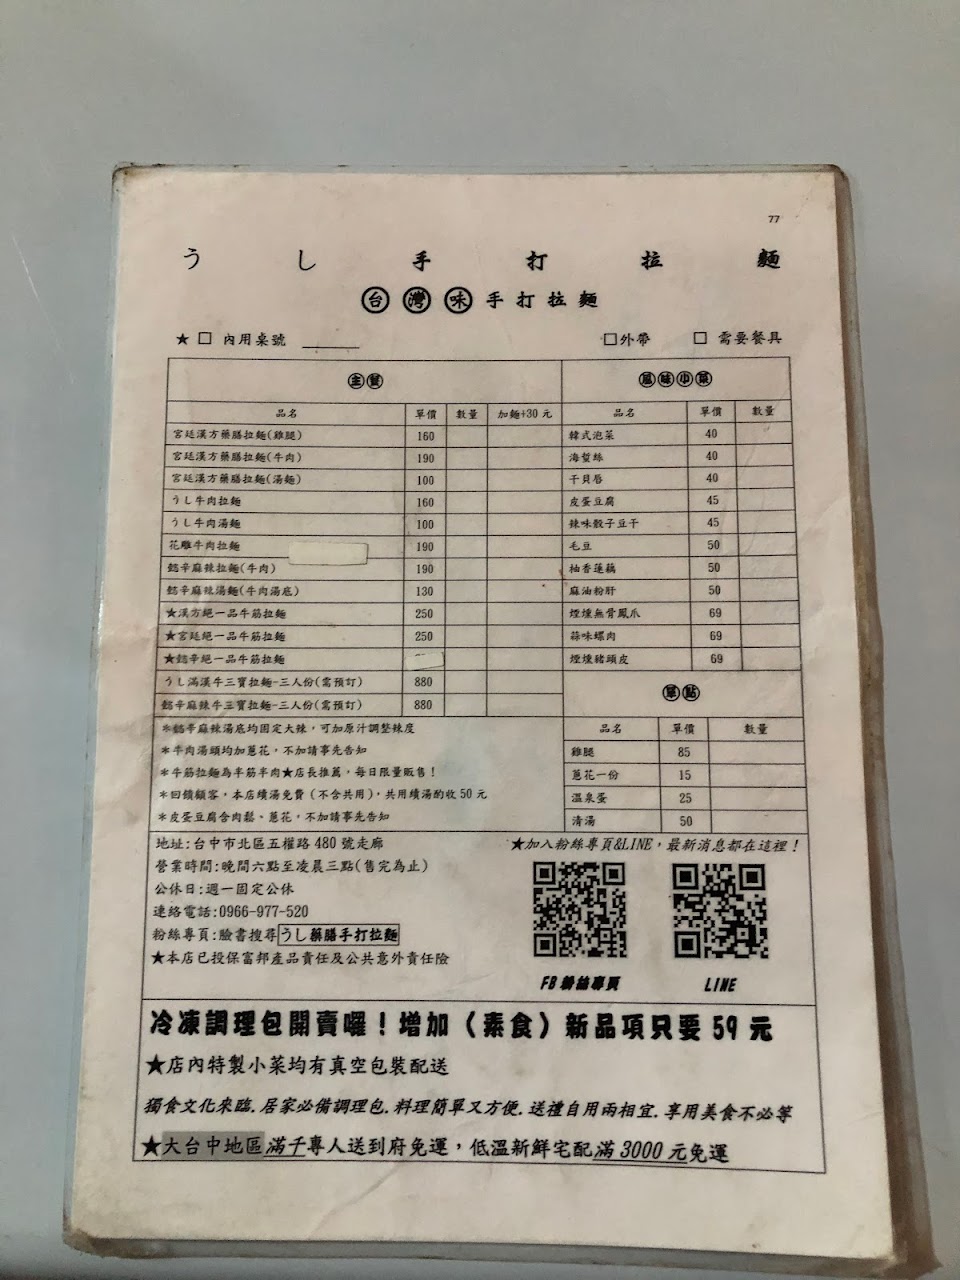 77
うし手打拉麵
台灣味手打拉麵
★ □ 內用桌號 ______ □外帶 □ 需要餐具
主餐
品名 單價 數量 加麵+30 元
宮廷漢方藥膳拉麵(雞腿) 160
宮廷漢方藥膳拉麵(牛肉) 190
宮廷漢方藥膳拉麵(湯麵) 100
うし牛肉拉麵 160
うし牛肉湯麵 100
花雕牛肉拉麵 190
懿辛麻辣拉麵(牛肉) 190
懿辛麻辣湯麵(牛肉湯底) 130
★漢方絕一品牛筋拉麵 250
★宮廷絕一品牛筋拉麵 250
★懿辛絕一品牛筋拉麵
うし滿漢牛三寶拉麵-三人份(需預訂) 880
懿辛麻辣牛三寶拉麵-三人份(需預訂) 880
風味小菜
品名 單價 數量
韓式泡菜 40
海蜇絲 40
干貝唇 40
皮蛋豆腐 45
辣味骰子豆干 45
毛豆 50
柚香蓮藕 50
麻油粉肝 50
煙燻無骨鳳爪 69
蒜味螺肉 69
煙燻豬頭皮 69
單點
品名 單價 數量
雞腿 85
蔥花一份 15
溫泉蛋 25
清湯 50
*懿辛麻辣湯底均固定大辣，可加原汁調整辣度
*牛肉湯頭均加蔥花，不加請事先告知
*牛筋拉麵為半筋半肉★店長推薦，每日限量販售！
*回饋顧客，本店續湯免費（不含共用），共用續湯酌收 50 元
*皮蛋豆腐含肉鬆、蔥花，不加請事先告知
地址:台中市北區五權路 480 號走廊
營業時間:晚間六點至凌晨三點(售完為止)
公休日:週一固定公休
連絡電話:0966-977-520
粉絲專頁:臉書搜尋うし藥膳手打拉麵
★本店已投保富邦產品責任及公共意外責任險
★加入粉絲專頁&LINE，最新消息都在這裡！
FB 粉絲專頁 LINE
冷凍調理包開賣囉！增加（素食）新品項只要 59 元
★店內特製小菜均有真空包裝配送
獨食文化來臨.居家必備調理包.料理簡單又方便.送禮自用兩相宜.享用美食不必等
★大台中地區滿千專人送到府免運，低溫新鮮宅配滿 3000 元免運